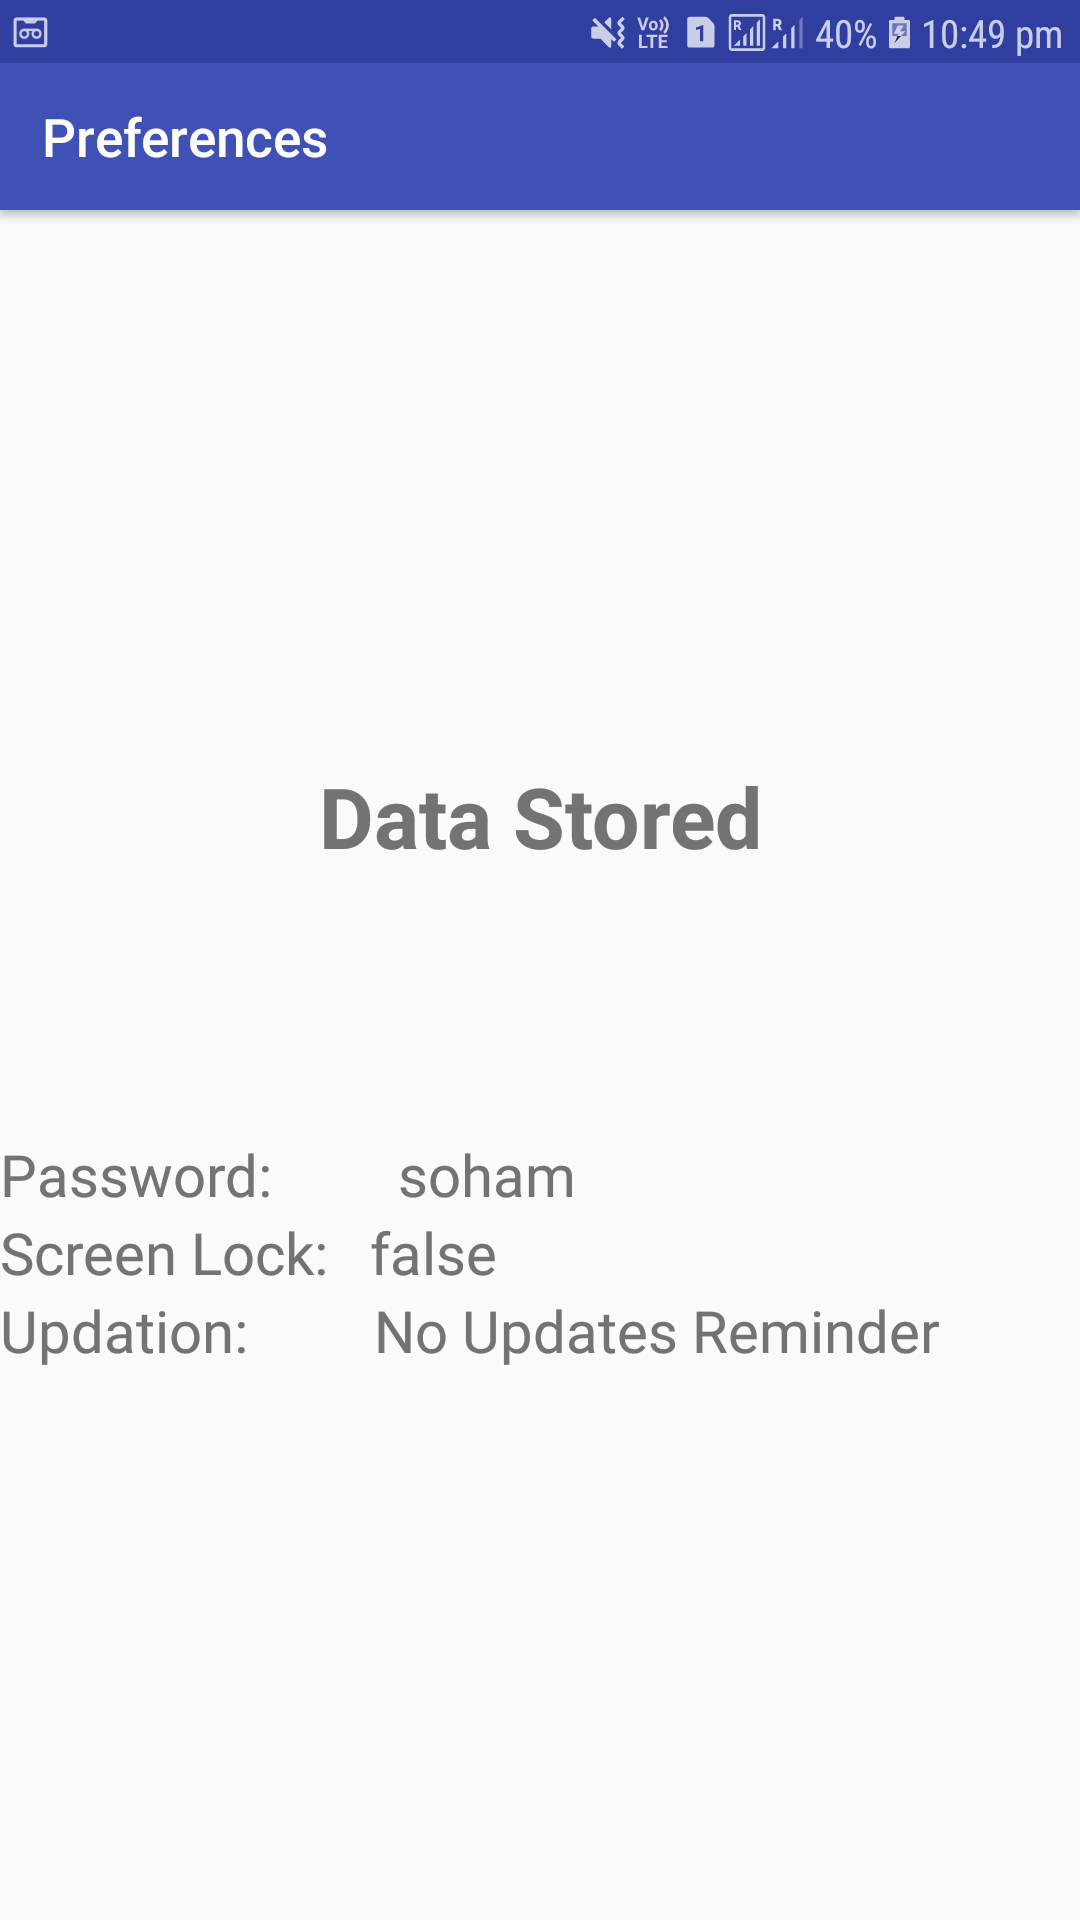 Vo)) LTE 1 R R 40% 10:49 pm
Preferences
Data Stored
Password: soham
Screen Lock: false
Updation: No Updates Reminder